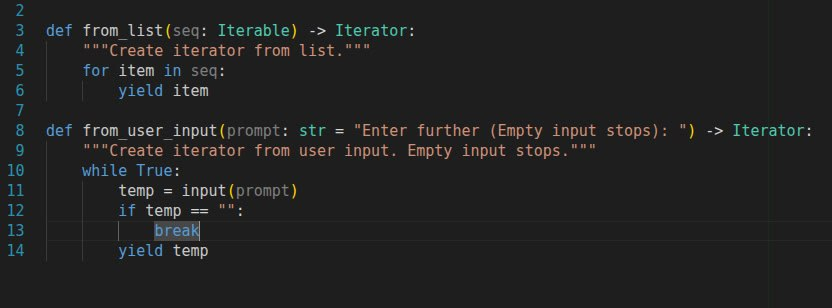 2
3 def from_list(seq: Iterable) -> Iterator:
4     """Create iterator from list."""
5     for item in seq:
6         yield item
7
8 def from_user_input(prompt: str = "Enter further (Empty input stops): ") -> Iterator:
9     """Create iterator from user input. Empty input stops."""
10     while True:
11         temp = input(prompt)
12         if temp == "":
13             break
14         yield temp